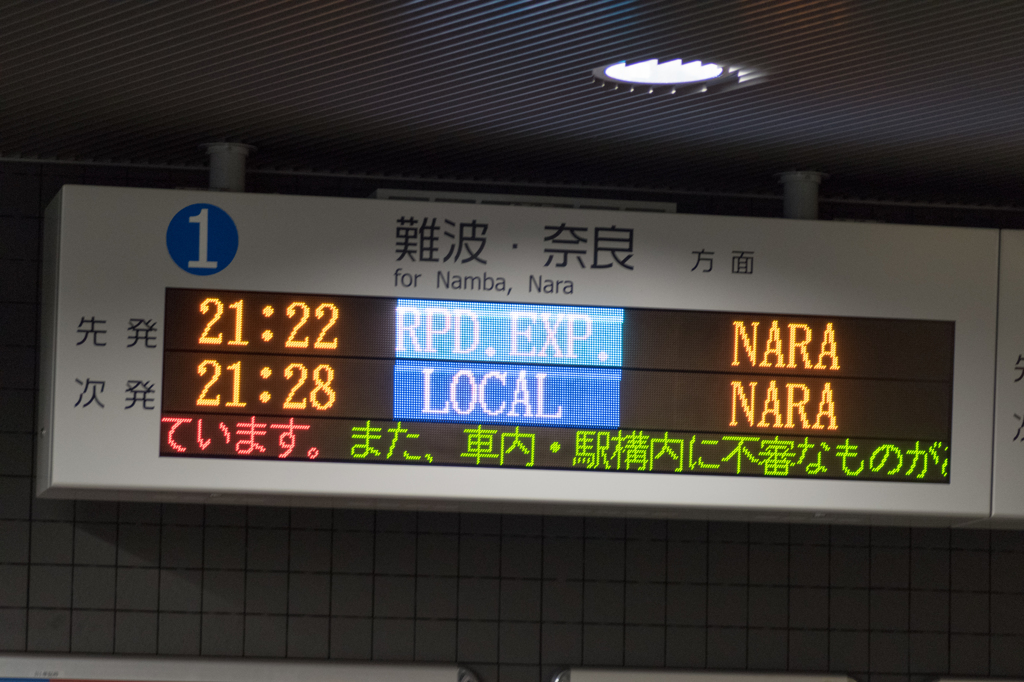 1 難波・奈良 方面
for Namba, Nara
先発 21:22 RPD.EXP. NARA
次発 21:28 LOCAL NARA
ています。また、車内・駅構内に不審なものが